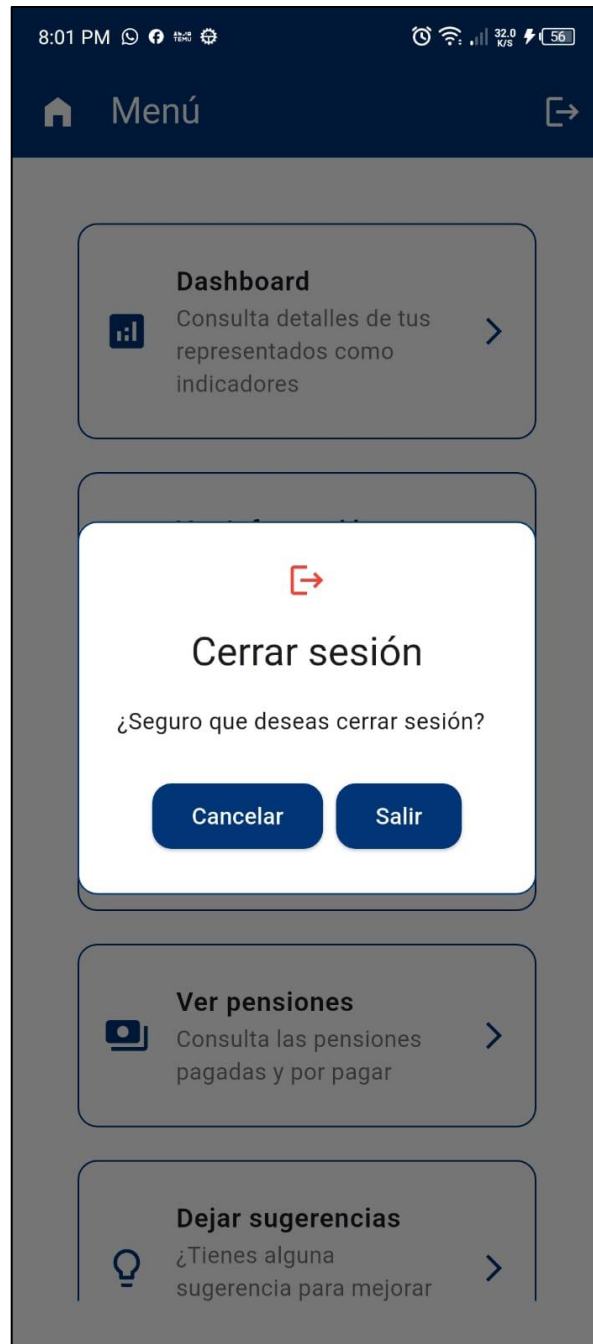 8:01 PM
32.0
K/S
56
Menú
Dashboard
Consulta detalles de tus
representados como
indicadores
Cerrar sesión
¿Seguro que deseas cerrar sesión?
Cancelar
Salir
Ver pensiones
Consulta las pensiones
pagadas y por pagar
Dejar sugerencias
¿Tienes alguna
sugerencia para mejorar